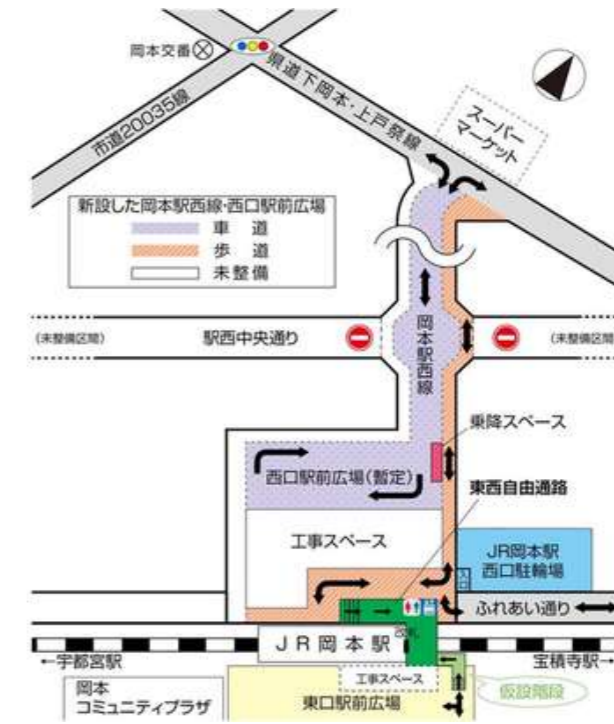 岡本交番
市道20035線
県道下岡本・上戸祭線
スーパー
マーケット
新設した岡本駅西線・西口駅前広場
車 道
歩 道
未整備
(未整備区間)
駅西中央通り
岡本駅西線
(未整備区間
乗降スペース
西口駅前広場(暫定)
東西自由通路
工事スペース
JR岡本駅
西口駐輪場
入口
ふれあい通り
改札
JR岡本駅
←宇都宮駅
宝積寺駅→
工事スペース
仮設階段
岡本
コミュニティプラザ
東口駅前広場